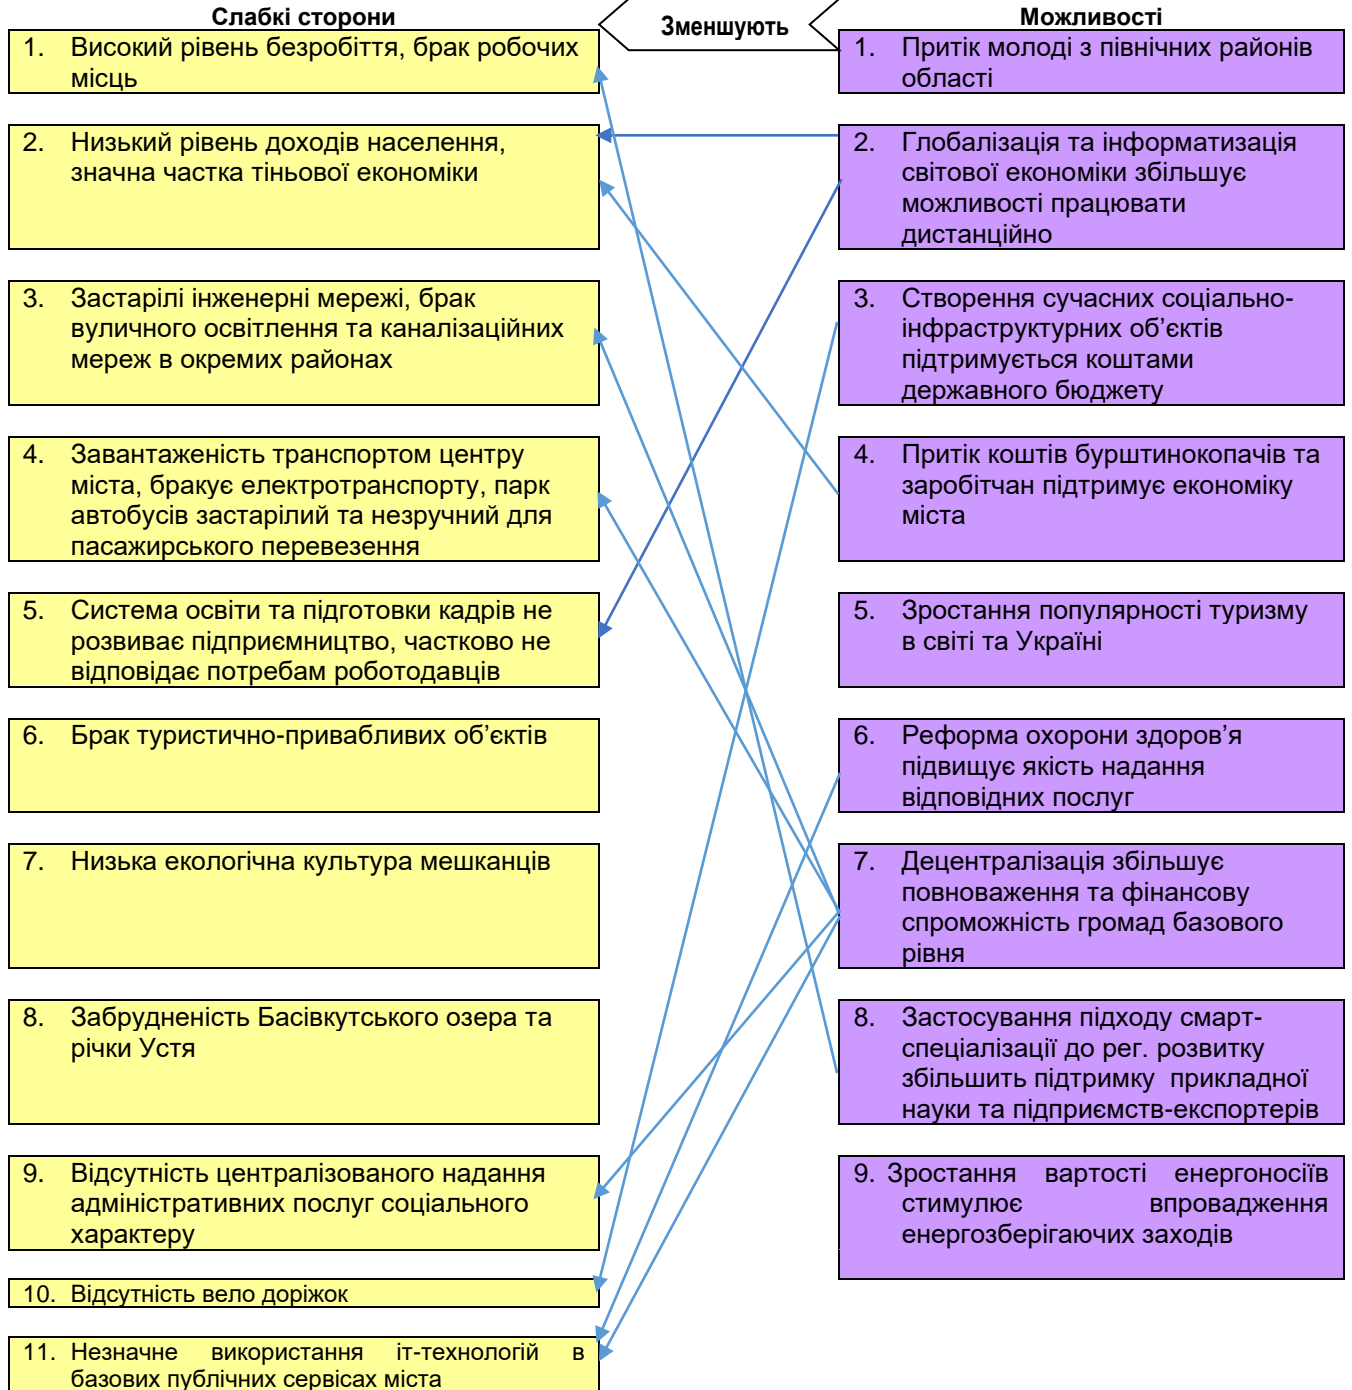 Слабкі сторони
Зменшують
Можливості
1. Високий рівень безробіття, брак робочих
місць
2. Низький рівень доходів населення,
значна частка тіньової економіки
3. Застарілі інженерні мережі, брак
вуличного освітлення та каналізаційних
мереж в окремих районах
4. Завантаженість транспортом центру
міста, бракує електротранспорту, парк
автобусів застарілий та незручний для
пасажирського перевезення
5. Система освіти та підготовки кадрів не
розвиває підприємництво, частково не
відповідає потребам роботодавців
6. Брак туристично-привабливих об’єктів
7. Низька екологічна культура мешканців
8. Забрудненість Басівкутського озера та
річки Устя
9. Відсутність централізованого надання
адміністративних послуг соціального
характеру
10. Відсутність вело доріжок
11. Незначне використання іт-технологій в
базових публічних сервісах міста
1. Притік молоді з північних районів
області
2. Глобалізація та інформатизація
світової економіки збільшує
можливості працювати
дистанційно
3. Створення сучасних соціально-
інфраструктурних об’єктів
підтримується коштами
державного бюджету
4. Притік коштів бурштинокопачів та
заробітчан підтримує економіку
міста
5. Зростання популярності туризму
в світі та Україні
6. Реформа охорони здоров’я
підвищує якість надання
відповідних послуг
7. Децентралізація збільшує
повноваження та фінансову
спроможність громад базового
рівня
8. Застосування підходу смарт-
спеціалізації до рег. розвитку
збільшить підтримку прикладної
науки та підприємств-експортерів
9. Зростання вартості енергоносіїв
стимулює впровадження
енергозберігаючих заходів